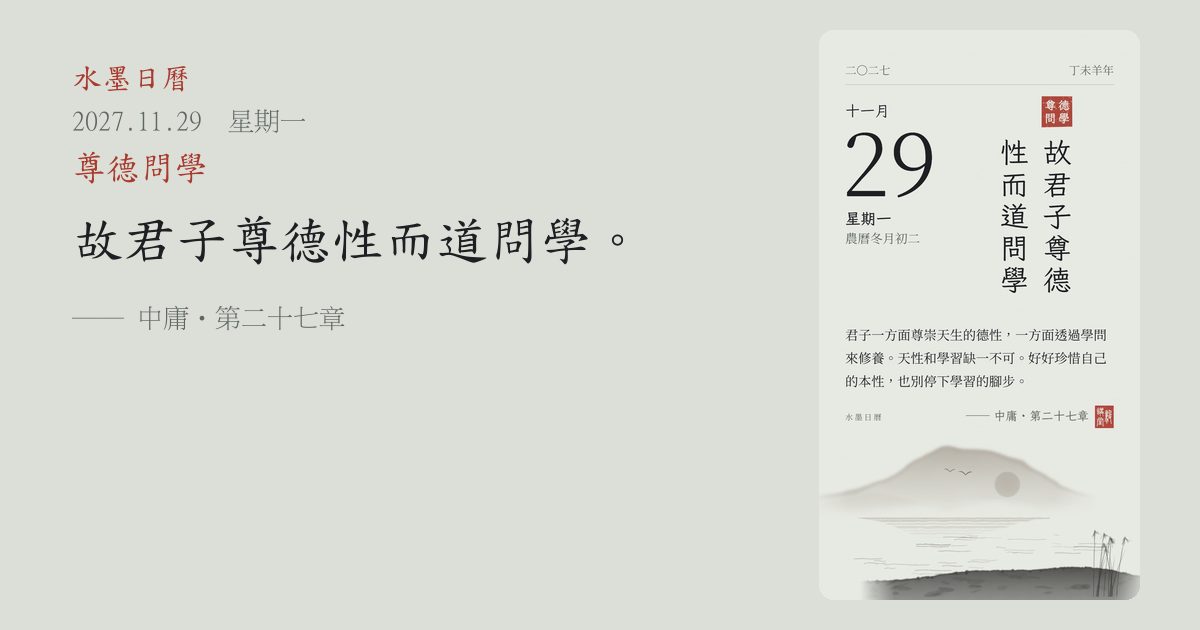 水墨日曆
2027.11.29 星期一
尊德問學
故君子尊德性而道問學。
—— 中庸・第二十七章
二〇二七
丁未羊年
十一月
29
星期一
農曆冬月初二
德學
尊問
故君子尊德
性而道問學
君子一方面尊崇天生的德性，一方面透過學問
來修養。天性和學習缺一不可。好好珍惜自己
的本性，也別停下學習的腳步。
水墨日曆
—— 中庸・第二十七章